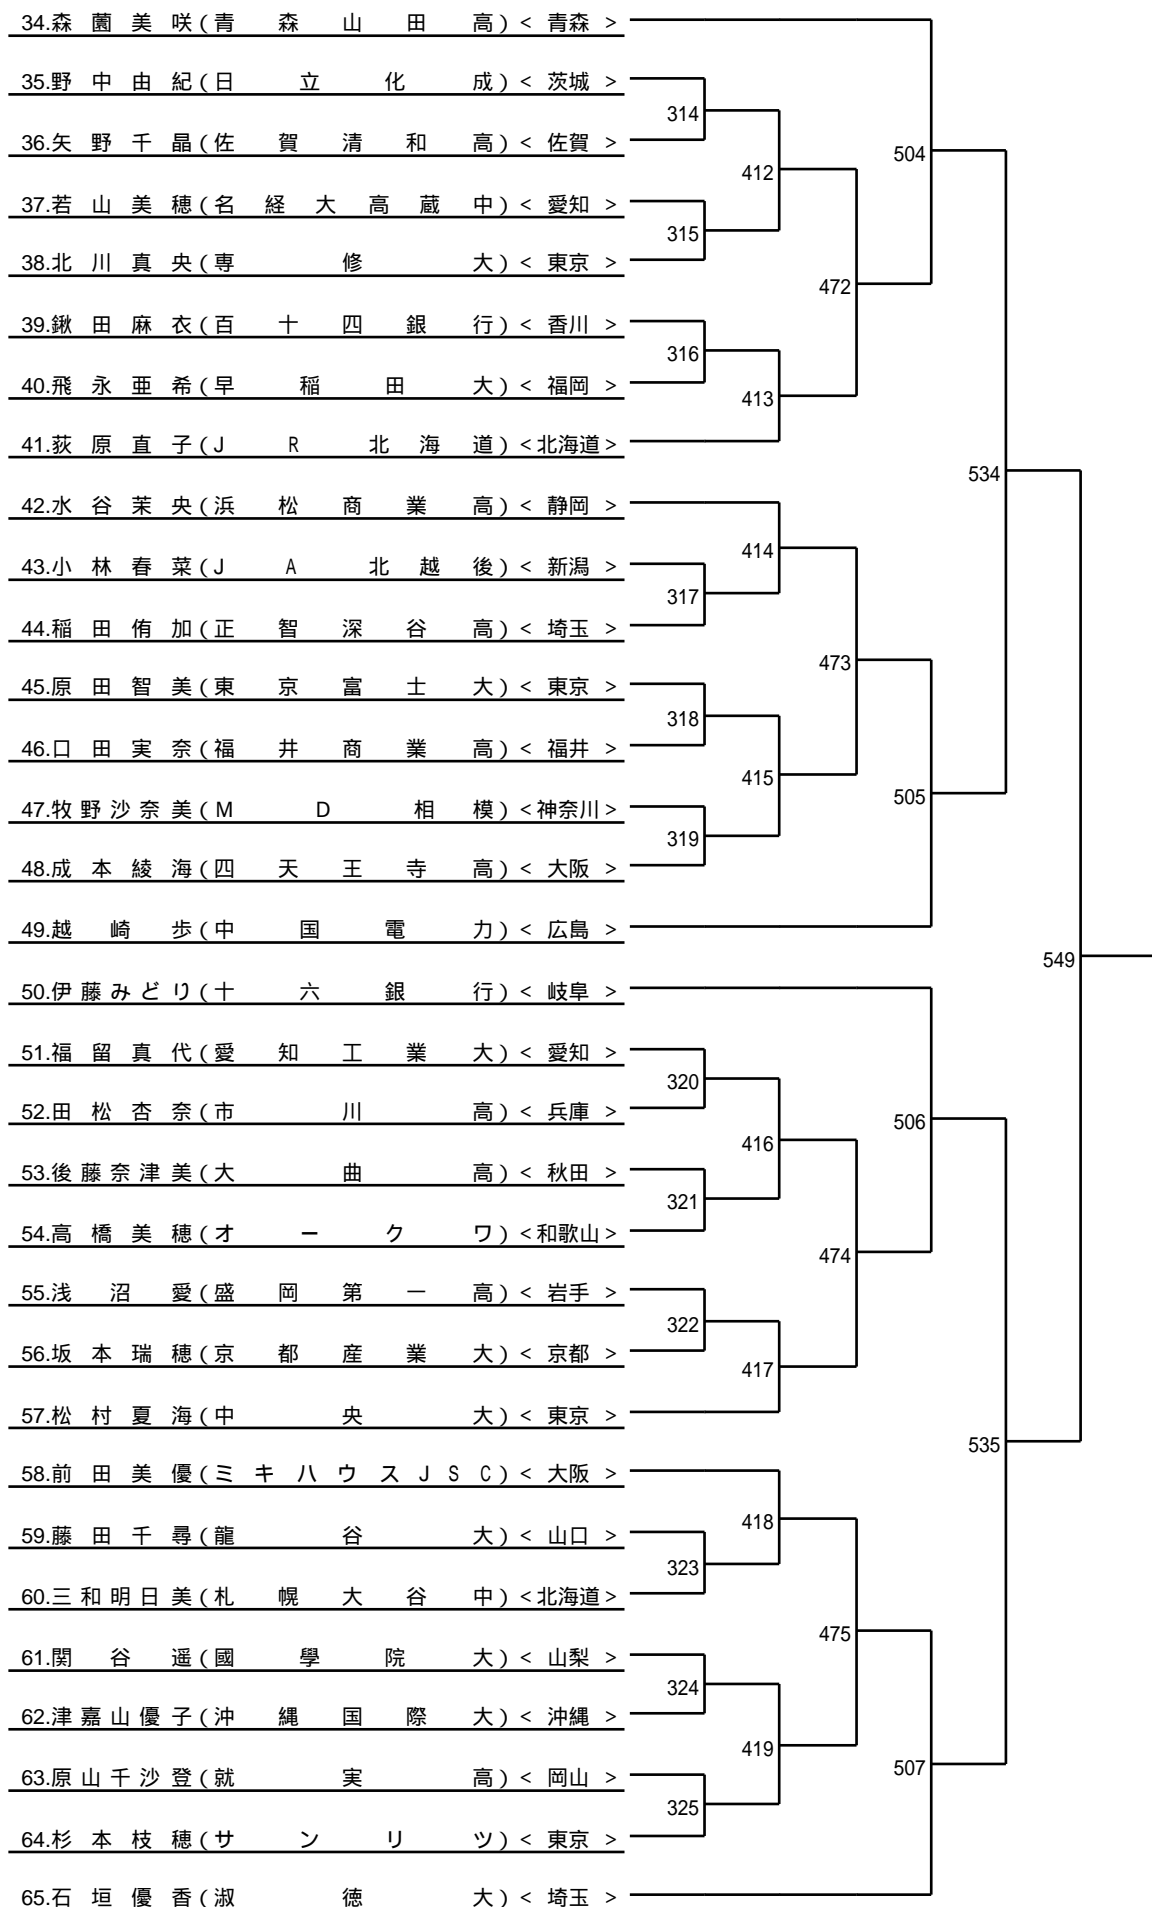 34.森薗美咲(青森山田高)< 青森 >
35.野中由紀(日立化成)< 茨城 >
314
36.矢野千晶(佐賀清和高)< 佐賀 >
504
412
37.若山美穂(名経大高蔵中)< 愛知 >
315
38.北川真央(専修大)< 東京 >
472
39.鍬田麻衣(百十四銀行)< 香川 >
316
40.飛永亜希(早稲田大)< 福岡 >
413
41.荻原直子(JR北海道)<北海道>
534
42.水谷茉央(浜松商業高)< 静岡 >
414
43.小林春菜(JA北越後)< 新潟 >
317
44.稲田侑加(正智深谷高)< 埼玉 >
473
45.原田智美(東京富士大)< 東京 >
318
46.口田実奈(福井商業高)< 福井 >
415
505
47.牧野沙奈美(MD相模)<神奈川>
319
48.成本綾海(四天王寺高)< 大阪 >
49.越崎歩(中国電力)< 広島 >
549
50.伊藤みどり(十六銀行)< 岐阜 >
51.福留真代(愛知工業大)< 愛知 >
320
52.田松杏奈(市川高)< 兵庫 >
506
416
53.後藤奈津美(大曲高)< 秋田 >
321
54.高橋美穂(オークワ)<和歌山>
474
55.浅沼愛(盛岡第一高)< 岩手 >
322
56.坂本瑞穂(京都産業大)< 京都 >
417
57.松村夏海(中央大)< 東京 >
535
58.前田美優(ミキハウスJSC)< 大阪 >
418
59.藤田千尋(龍谷大)< 山口 >
323
60.三和明日美(札幌大谷中)<北海道>
475
61.関谷遥(國學院大)< 山梨 >
324
62.津嘉山優子(沖縄国際大)< 沖縄 >
419
507
63.原山千沙登(就実高)< 岡山 >
325
64.杉本枝穂(サンリツ)< 東京 >
65.石垣優香(淑徳大)< 埼玉 >